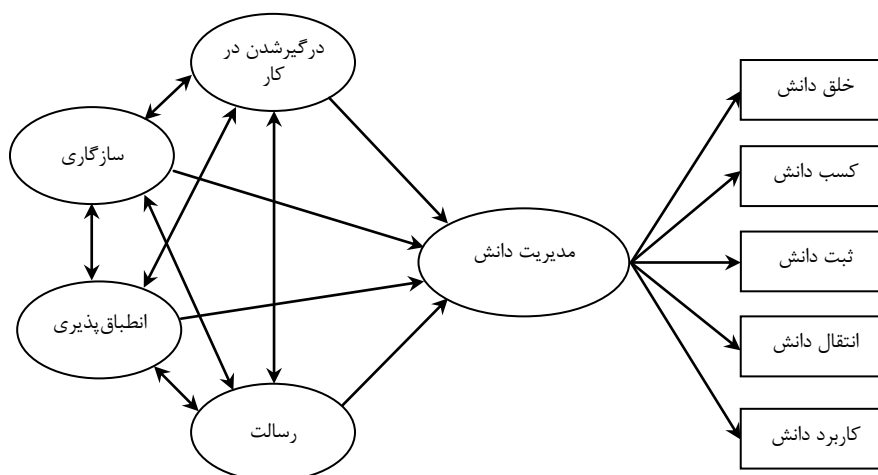 درگیرشدن در
کار
سازگاری
انطباق‌پذیری
رسالت
مدیریت دانش
خلق دانش
کسب دانش
ثبت دانش
انتقال دانش
کاربرد دانش